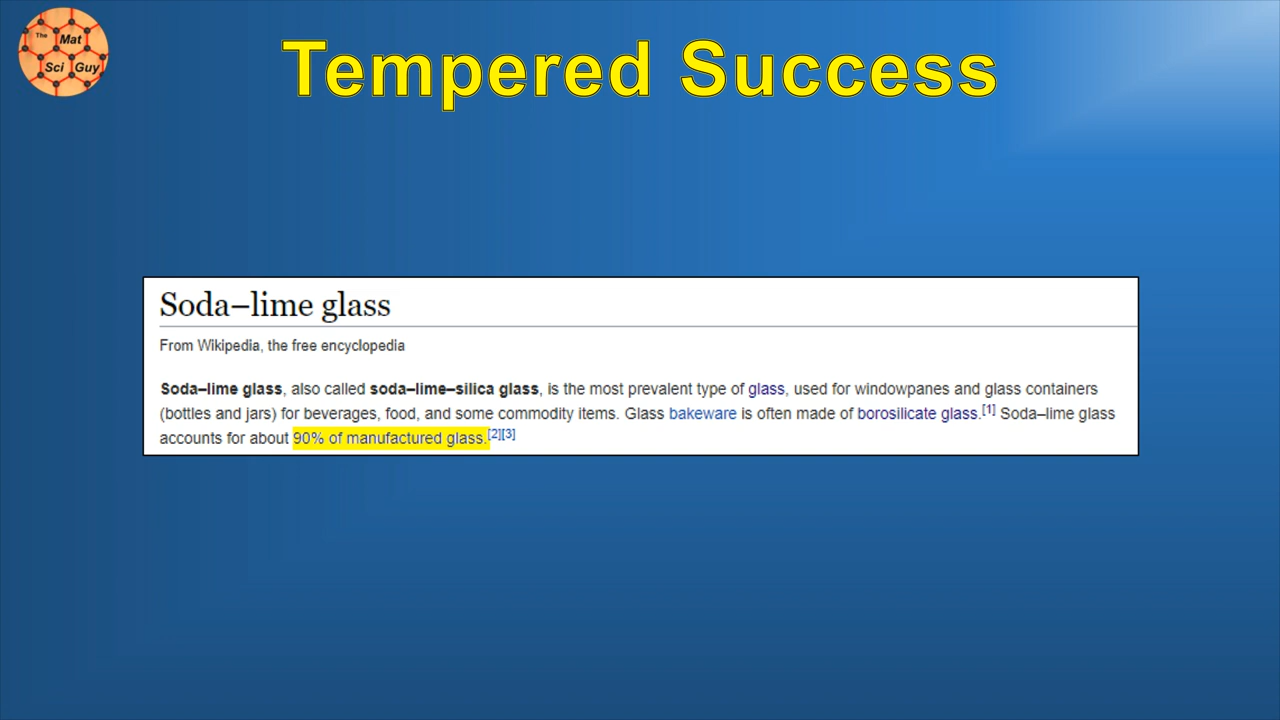 The
Mat
Sci Guy
Tempered Success
Soda–lime glass
From Wikipedia, the free encyclopedia
Soda–lime glass, also called soda–lime–silica glass, is the most prevalent type of glass, used for windowpanes and glass containers
(bottles and jars) for beverages, food, and some commodity items. Glass bakeware is often made of borosilicate glass.[1] Soda–lime glass
accounts for about 90% of manufactured glass.[2][3]